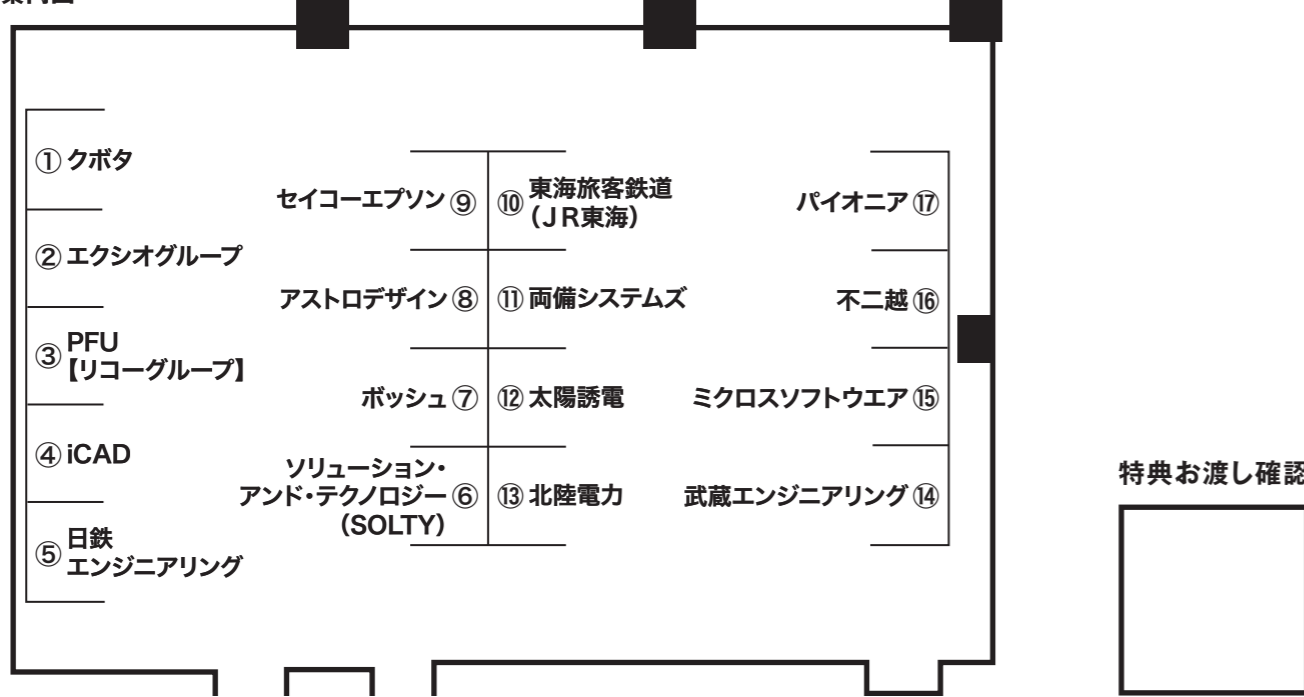 ① クボタ
② エクシオグループ
③ PFU
【リコーグループ】
④ iCAD
⑤ 日鉄
エンジニアリング
セイコーエプソン ⑨
アストロデザイン ⑧
ボッシュ ⑦
ソリューション・
アンド・テクノロジー ⑥
（SOLTY）
⑩ 東海旅客鉄道
（JR東海）
⑪ 両備システムズ
⑫ 太陽誘電
⑬ 北陸電力
パイオニア ⑰
不二越 ⑯
ミクロスソフトウエア ⑮
武蔵エンジニアリング ⑭
特典お渡し確認